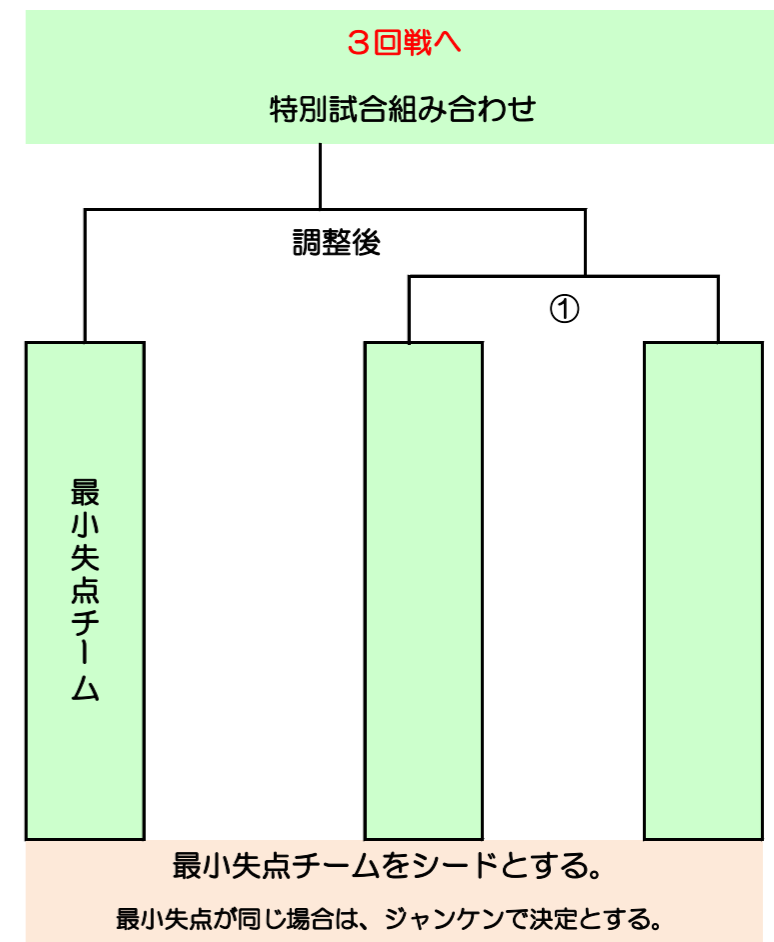 ３回戦へ
特別試合組み合わせ
調整後
①
最小失点チーム
最小失点チームをシードとする。
最小失点が同じ場合は、ジャンケンで決定とする。